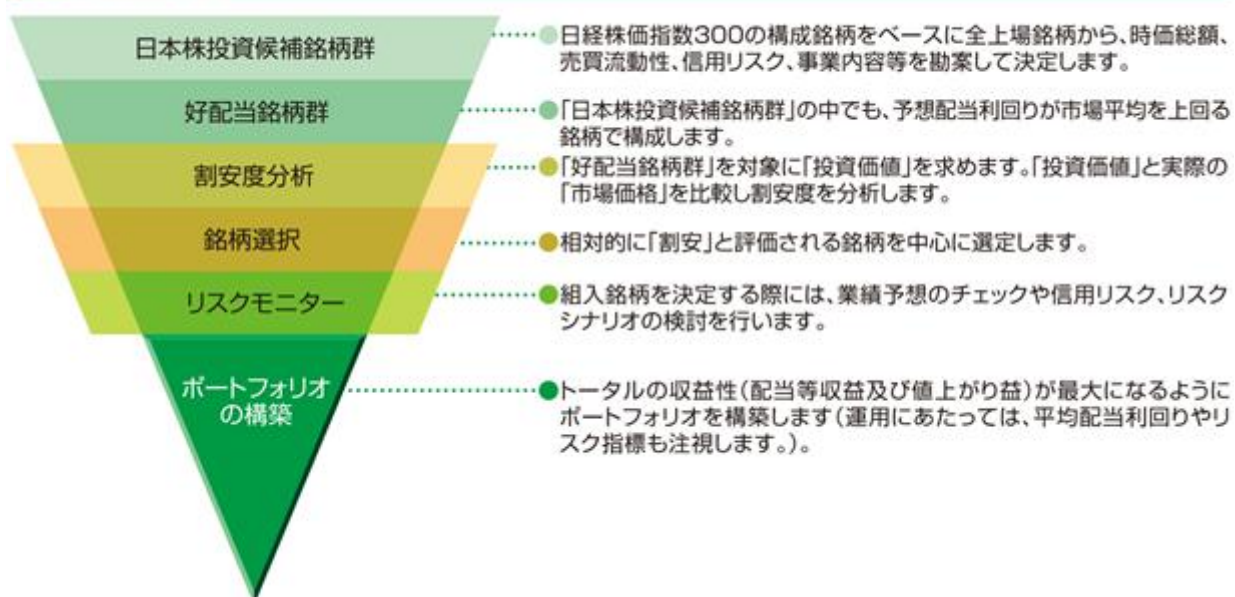 日本株投資候補銘柄群
●日経株価指数300の構成銘柄をベースに全上場銘柄から、時価総額、
売買流動性、信用リスク、事業内容等を勘案して決定します。
好配当銘柄群
●「日本株投資候補銘柄群」の中でも、予想配当利回りが市場平均を上回る
銘柄で構成します。
割安度分析
●「好配当銘柄群」を対象に「投資価値」を求めます。「投資価値」と実際の
「市場価格」を比較し割安度を分析します。
銘柄選択
●相対的に「割安」と評価される銘柄を中心に選定します。
リスクモニター
●組入銘柄を決定する際には、業績予想のチェックや信用リスク、リスク
シナリオの検討を行います。
ポートフォリオ
の構築
●トータルの収益性(配当等収益及び値上がり益)が最大になるように
ポートフォリオを構築します(運用にあたっては、平均配当利回りやリ
スク指標も注視します。)。